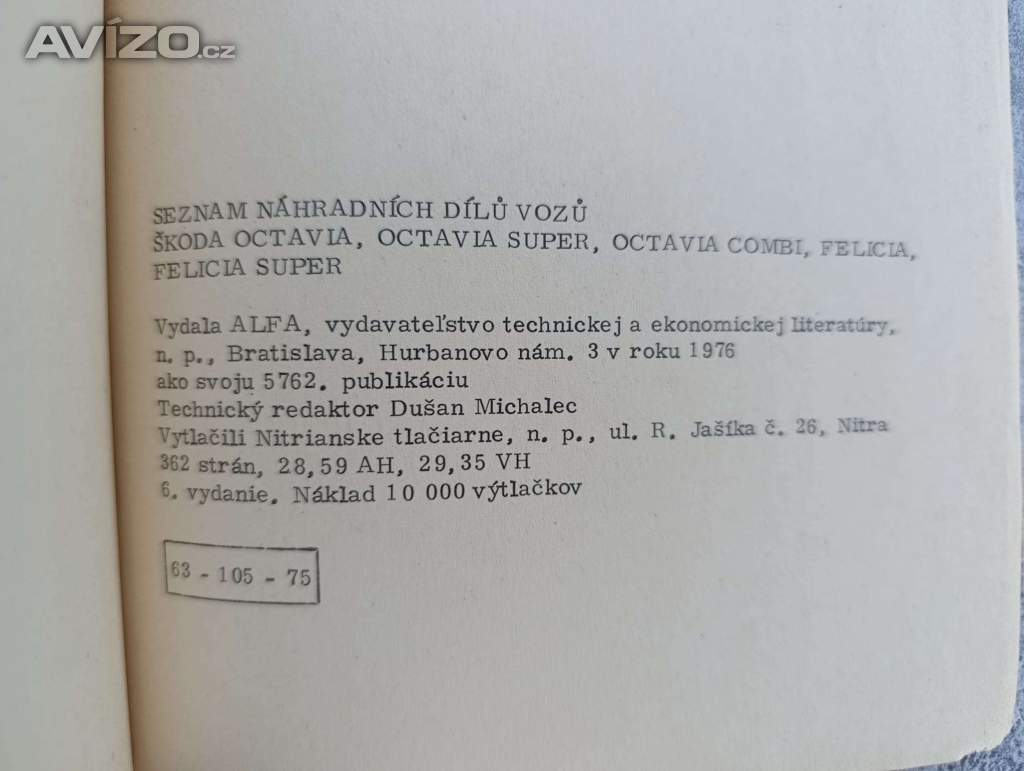 AVÍZO.cz
SEZNAM NÁHRADNÍCH DÍLŮ VOZŮ
ŠKODA OCTAVIA, OCTAVIA SUPER, OCTAVIA COMBI, FELICIA,
FELICIA SUPER
Vydala ALFA, vydavateľstvo technickej a ekonomickej literatúry,
n. p., Bratislava, Hurbanovo nám. 3 v roku 1976
ako svoju 5762. publikáciu
Technický redaktor Dušan Michalec
Vytlačili Nitrianske tlačiarne, n. p., ul. R. Jašíka č. 26, Nitra
362 strán, 28,59 AH, 29,35 VH
6. vydanie. Náklad 10 000 výtlačkov
63 - 105 - 75